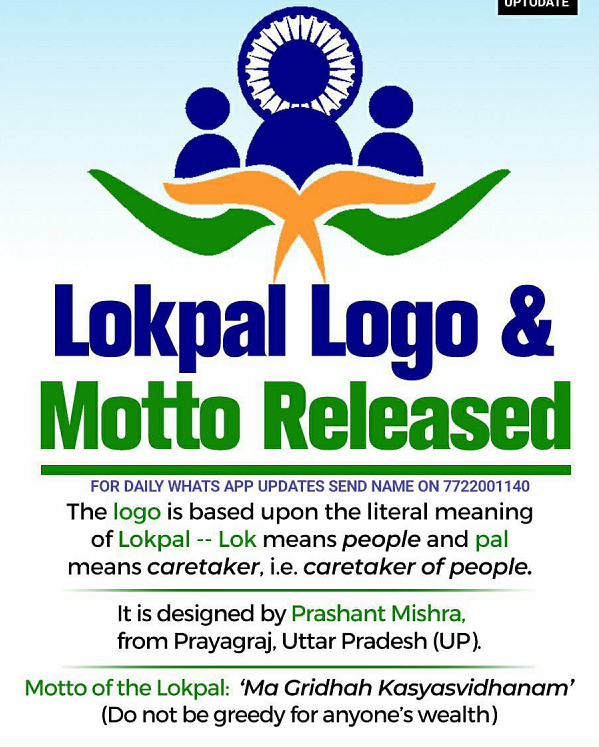 UPTODATE
Lokpal Logo &
Motto Released
FOR DAILY WHATS APP UPDATES SEND NAME ON 7722001140
The logo is based upon the literal meaning
of Lokpal -- Lok means people and pal
means caretaker, i.e. caretaker of people.
It is designed by Prashant Mishra,
from Prayagraj, Uttar Pradesh (UP).
Motto of the Lokpal: ‘Ma Gridhah Kasyasvidhanam’
(Do not be greedy for anyone’s wealth)